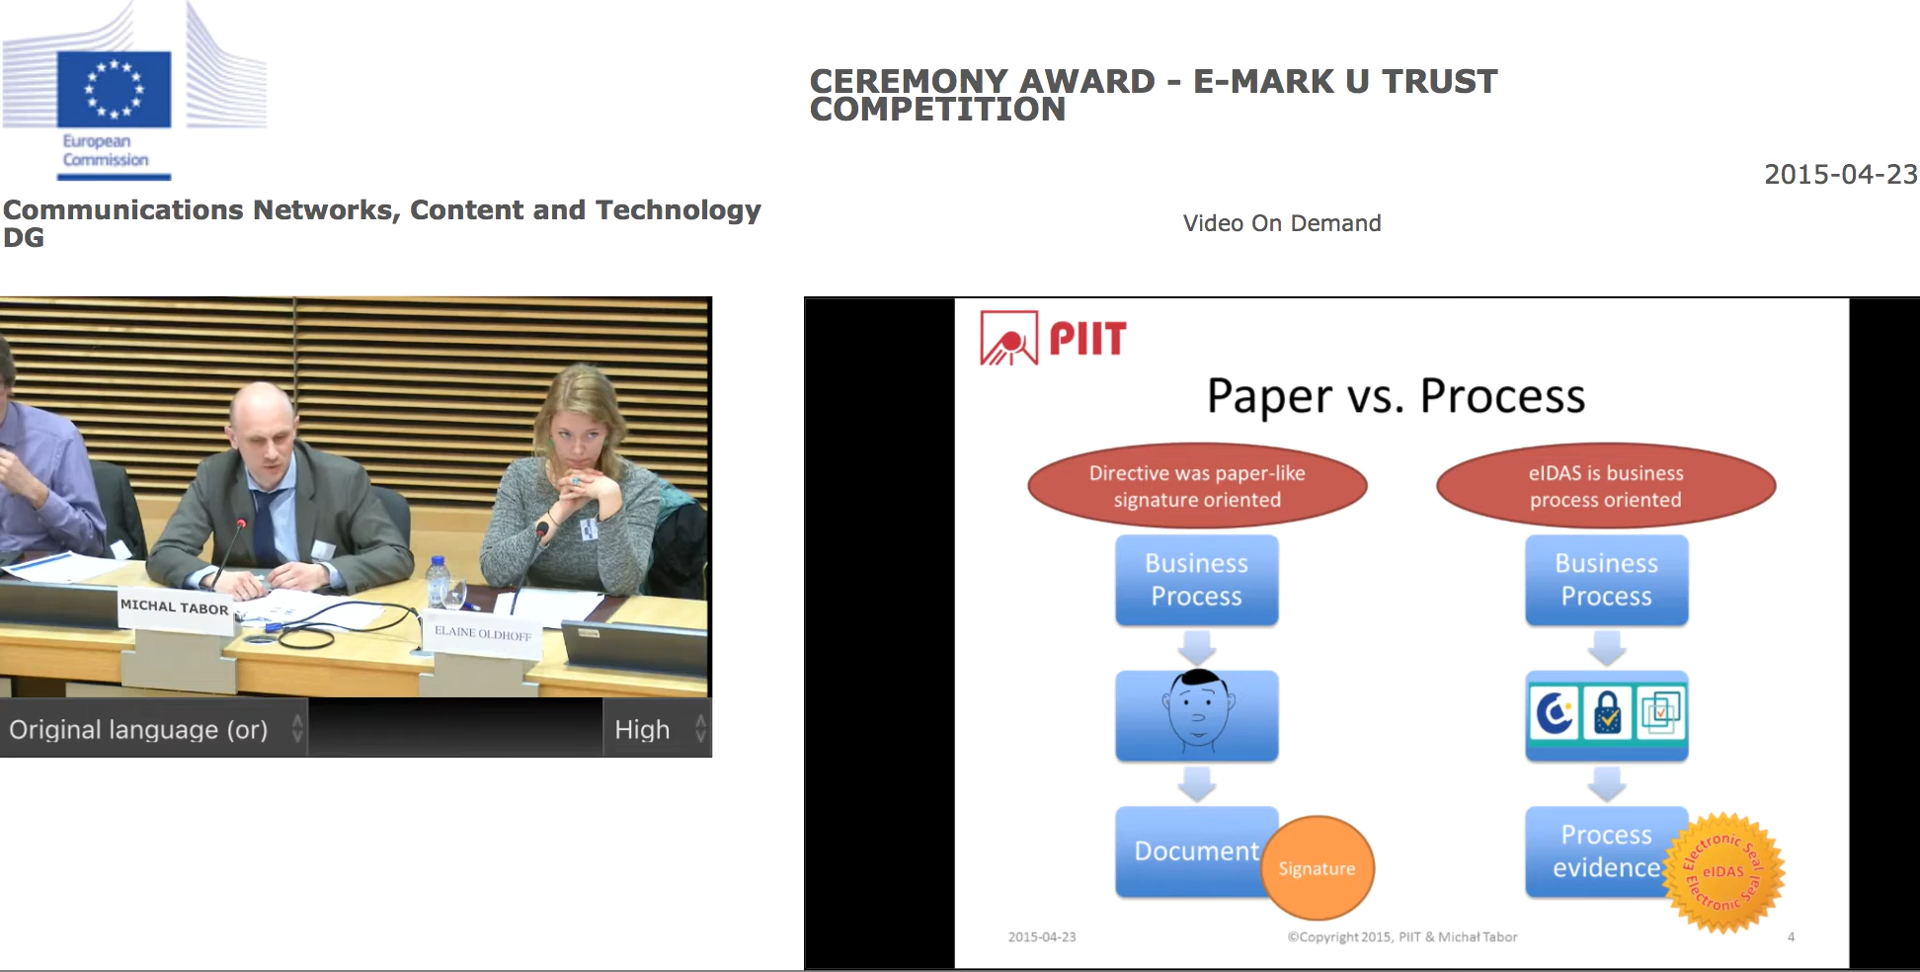 European
Commission
CEREMONY AWARD - E-MARK U TRUST
COMPETITION
2015-04-23
Communications Networks, Content and Technology
DG
Video On Demand
MICHAL TABOR
ELAINE OLDHOFF
Original language (or)
High
PIIT
Paper vs. Process
Directive was paper-like
signature oriented
Business
Process
Document
Signature
eIDAS is business
process oriented
Business
Process
Process
evidence
Electronic Seal
eIDAS
Electronic Seal
2015-04-23
©Copyright 2015, PIIT & Michał Tabor
4